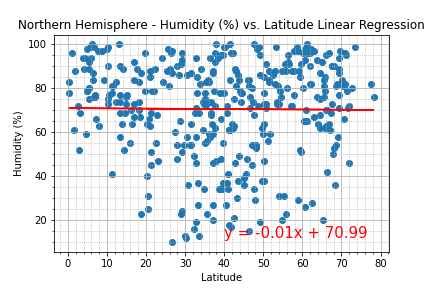 Northern Hemisphere - Humidity (%) vs. Latitude Linear Regression
100
80
60
40
20
Humidity (%)
y = -0.01x + 70.99
0 10 20 30 40 50 60 70 80
Latitude